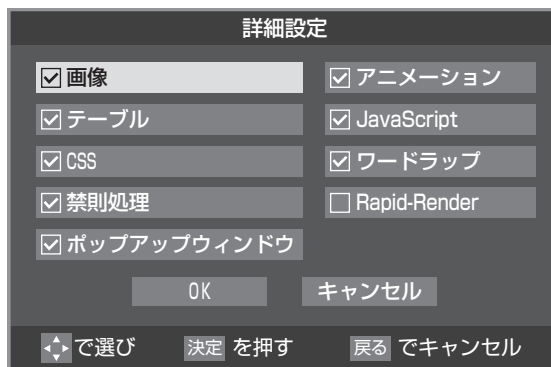 詳細設定
画像
アニメーション
テーブル
JavaScript
CSS
ワードラップ
禁則処理
Rapid-Render
ポップアップウィンドウ
OK
キャンセル
で選び 決定 を押す 戻る でキャンセル